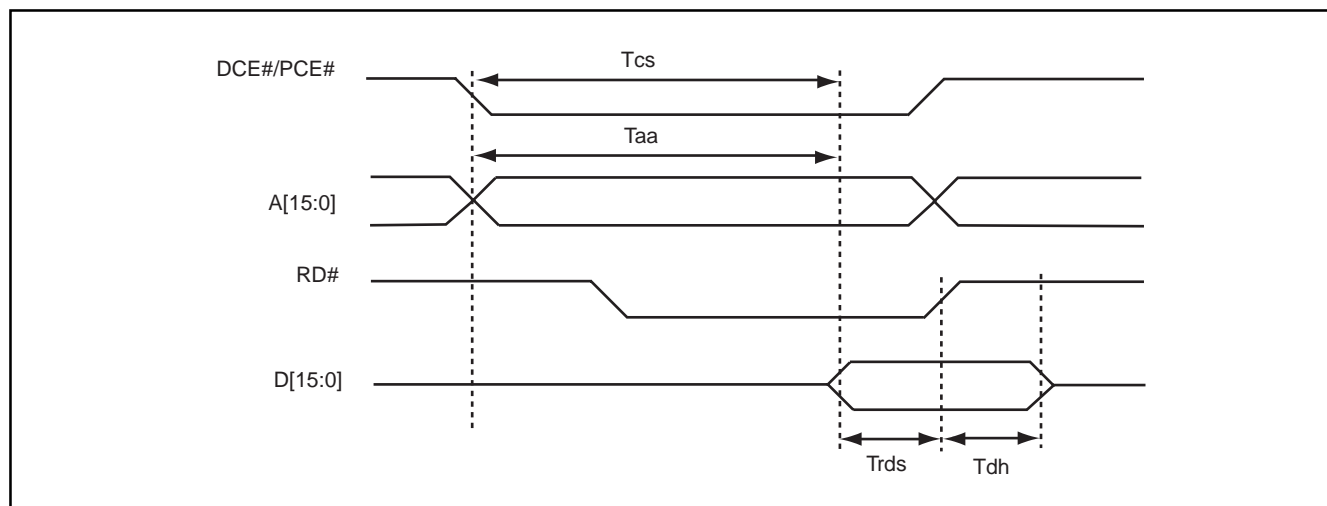 DCE#/PCE#
Tcs
Taa
A[15:0]
RD#
D[15:0]
Trds
Tdh